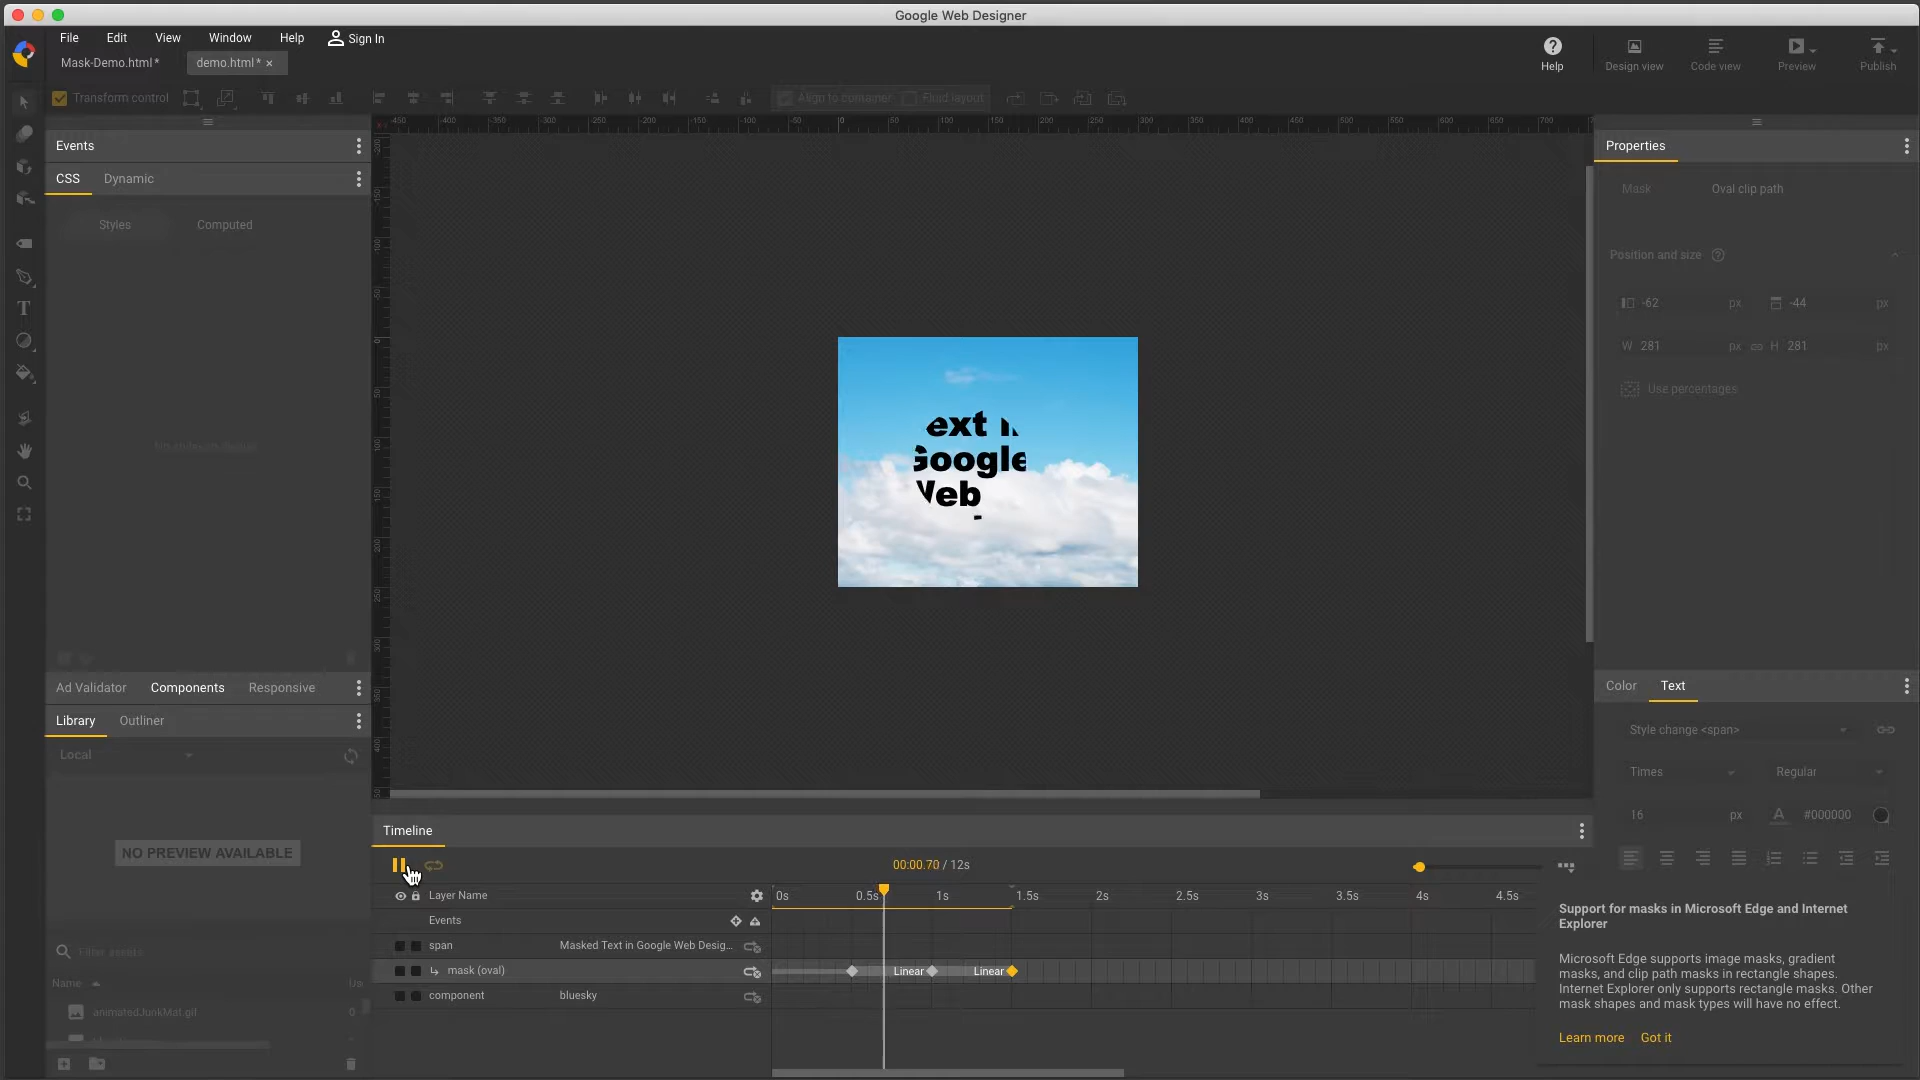 Google Web Designer
File Edit View Window Help Sign In
Help Design view Code view Preview Publish
Mask-Demo.html* demo.html* ×
Transform control Align to container Fluid layout
Events
CSS Dynamic
Styles Computed
Properties
Mask Oval clip path
Position and size
-62 px -44 px
W 281 px H 281 px
Use percentages
ext
Google
Web
Ad Validator Components Responsive
Library Outliner
Local
NO PREVIEW AVAILABLE
Filter assets
Name
animatedJunkMat.gif 0
Color Text
Style change <span>
Times Regular
16 px A #000000
Timeline
00:00.70 / 12s
Layer Name 0s 0.5s 1s 1.5s 2s 2.5s 3s 3.5s 4s 4.5s
Events
span Masked Text in Google Web Desig...
mask (oval) Linear Linear
component bluesky
Support for masks in Microsoft Edge and Internet
Explorer
Microsoft Edge supports image masks, gradient
masks, and clip path masks in rectangle shapes.
Internet Explorer only supports rectangle masks. Other
mask shapes and mask types will have no effect.
Learn more Got it